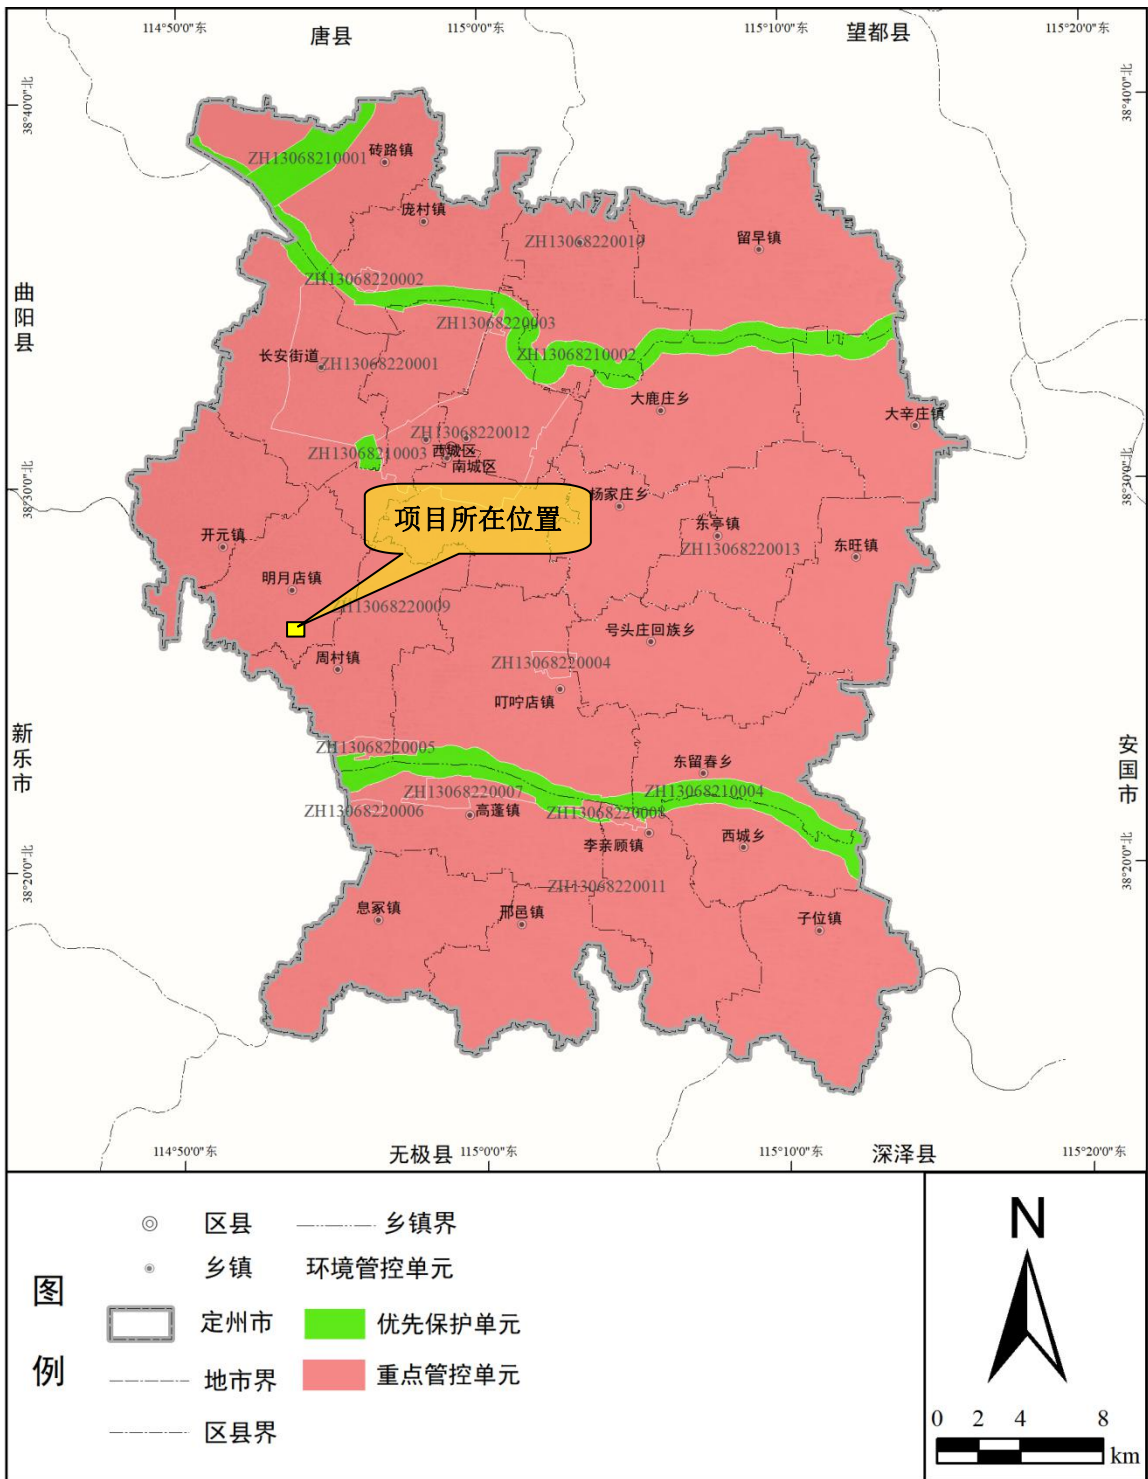 114°50'0"东
115°0'0"东
115°10'0"东
115°20'0"东
唐县
望都县
38°40'0"北
38°40'0"北
ZH13068210001
砖路镇
庞村镇
ZH13068220010
留早镇
曲阳县
ZH13068220002
ZH13068220003
长安街道
ZH13068220001
ZH13068210002
大鹿庄乡
大辛庄镇
ZH13068220012
西城区
ZH13068210003
南城区
38°30'0"北
38°30'0"北
项目所在位置
杨家庄乡
东亭镇
开元镇
ZH13068220013
东旺镇
明月店镇
ZH13068220009
号头庄回族乡
周村镇
ZH13068220004
叮咛店镇
新乐市
安国市
ZH13068220005
东留春乡
ZH13068220007
ZH13068210004
ZH13068220006
高蓬镇
ZH13068220008
李亲顾镇
西城乡
38°20'0"北
38°20'0"北
ZH13068220011
息冢镇
邢邑镇
子位镇
114°50'0"东
无极县
115°0'0"东
115°10'0"东
深泽县
115°20'0"东
图例
区县
乡镇界
乡镇
环境管控单元
定州市
优先保护单元
地市界
重点管控单元
区县界
N
0 2 4 8
km